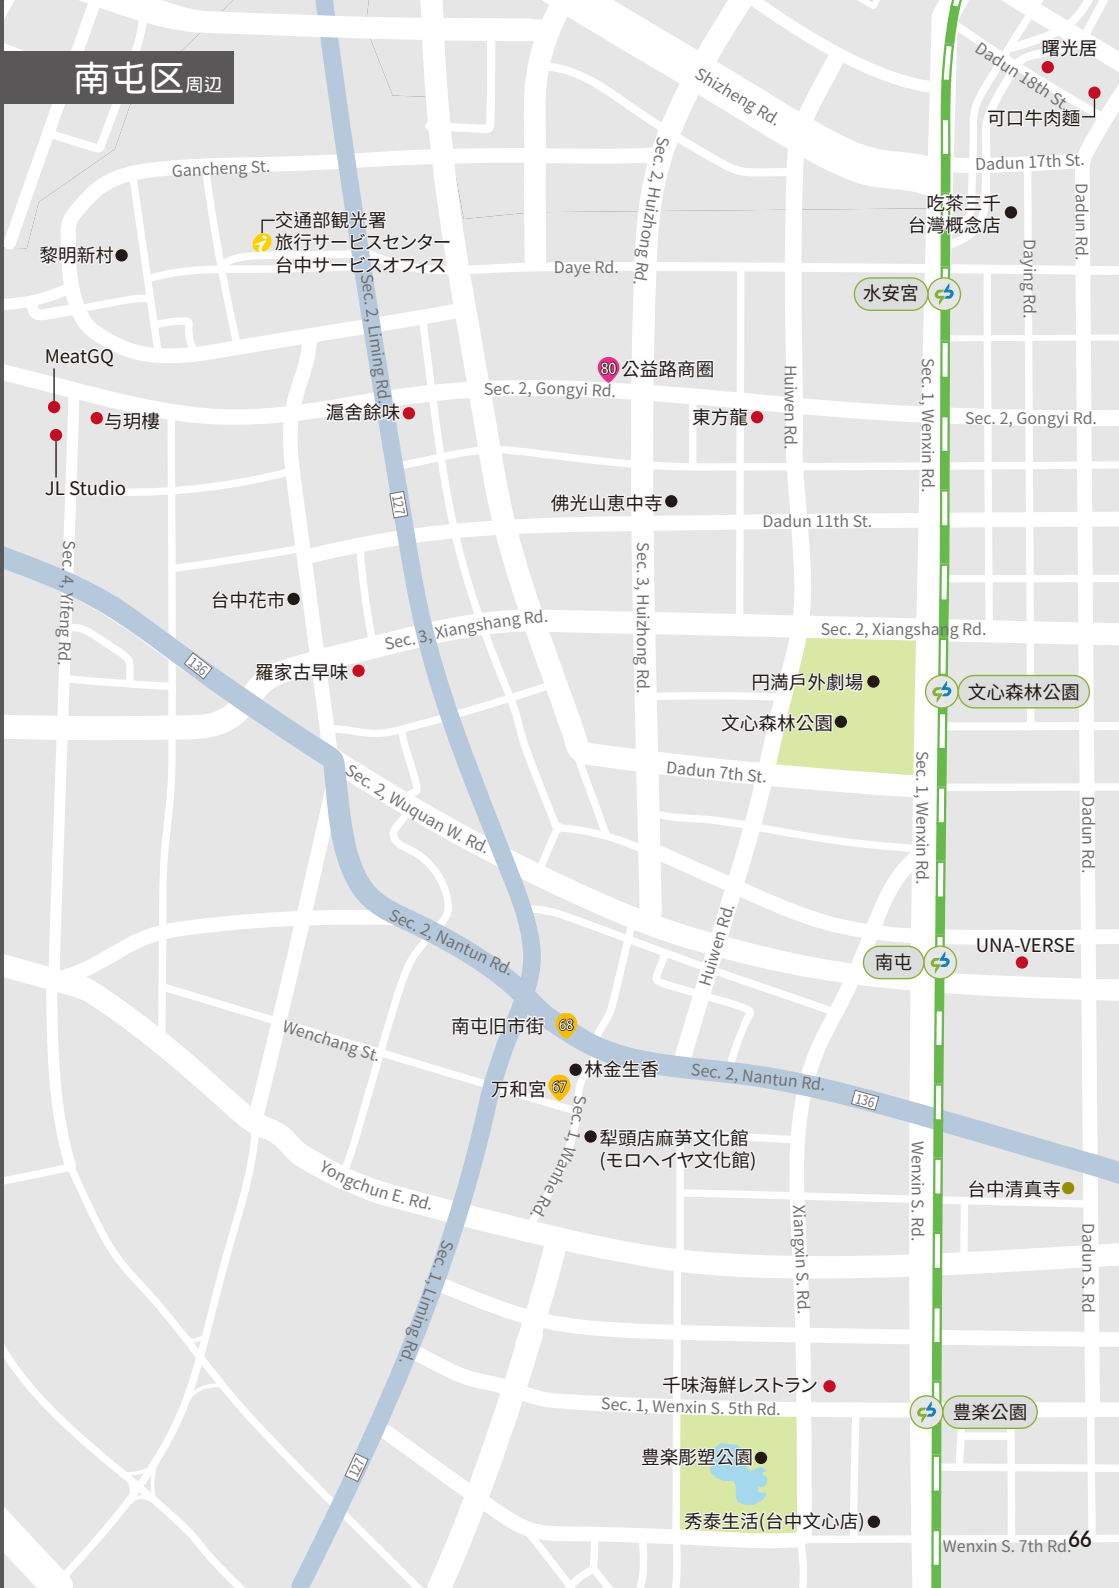 南屯区周辺
曙光居
Dadun 18th St.
可口牛肉麵
Shizheng Rd.
Sec. 2, Huizhong Rd.
Dadun 17th St.
Gancheng St.
Dadun Rd.
吃茶三千
台灣概念店
交通部観光署
旅行サービスセンター
台中サービスオフィス
黎明新村
Daying Rd.
Daye Rd.
水安宮
Sec. 2, Liming Rd.
MeatGQ
80
公益路商圏
Sec. 2, Gongyi Rd.
Huiwen Rd.
Sec. 1, Wenxin Rd.
与玥樓
滬舍餘味
東方龍
Sec. 2, Gongyi Rd.
JL Studio
127
佛光山恵中寺
Dadun 11th St.
Sec. 4, Yifeng Rd.
Sec. 3, Huizhong Rd.
台中花市
Sec. 3, Xiangshang Rd.
Sec. 2, Xiangshang Rd.
136
羅家古早味
円満戶外劇場
文心森林公園
文心森林公園
Dadun 7th St.
Sec. 2, Wuquan W. Rd.
Sec. 1, Wenxin Rd.
Dadun Rd.
Sec. 2, Nantun Rd.
Huiwen Rd.
UNA-VERSE
南屯
南屯旧市街
68
Wenchang St.
林金生香
Sec. 2, Nantun Rd.
万和宮
67
136
Sec. 1, Wanhe Rd.
犁頭店麻芛文化館
(モロヘイヤ文化館)
Wenxin S. Rd.
Yongchun E. Rd.
台中清真寺
Xiangxin S. Rd.
Dadun S. Rd
Sec. 1, Liming Rd.
千味海鮮レストラン
Sec. 1, Wenxin S. 5th Rd.
豊楽公園
豊楽彫塑公園
127
秀泰生活(台中文心店)
Wenxin S. 7th Rd.
66